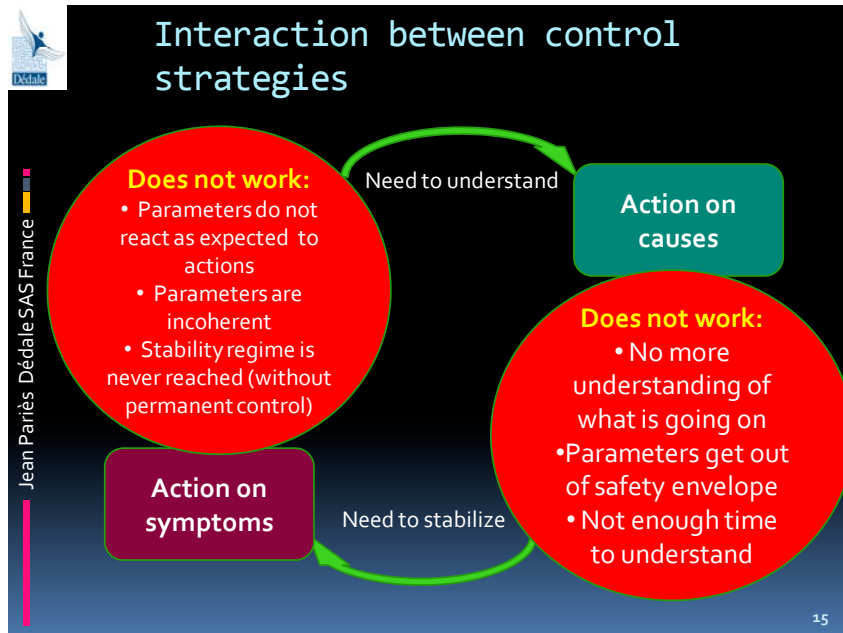 Dédale
Interaction between control
strategies
Jean Pariès Dédale SAS France
Does not work:
• Parameters do not
react as expected to
actions
• Parameters are
incoherent
• Stability regime is
never reached (without
permanent control)
Need to understand
Action on
causes
Does not work:
• No more
understanding of
what is going on
•Parameters get out
of safety envelope
• Not enough time
to understand
Action on
symptoms
Need to stabilize
15